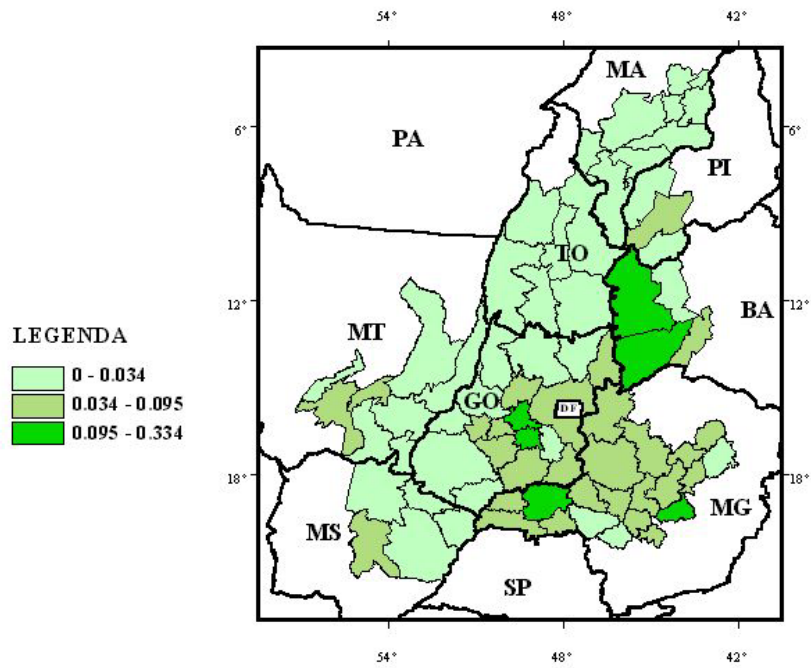 54° 48° 42°
MA
6° 6°
PA
PI
TO
12° 12°
BA
LEGENDA
MT
0 - 0.034
0.034 - 0.095
GO
DF
0.095 - 0.334
18° 18°
MG
MS
SP
54° 48° 42°